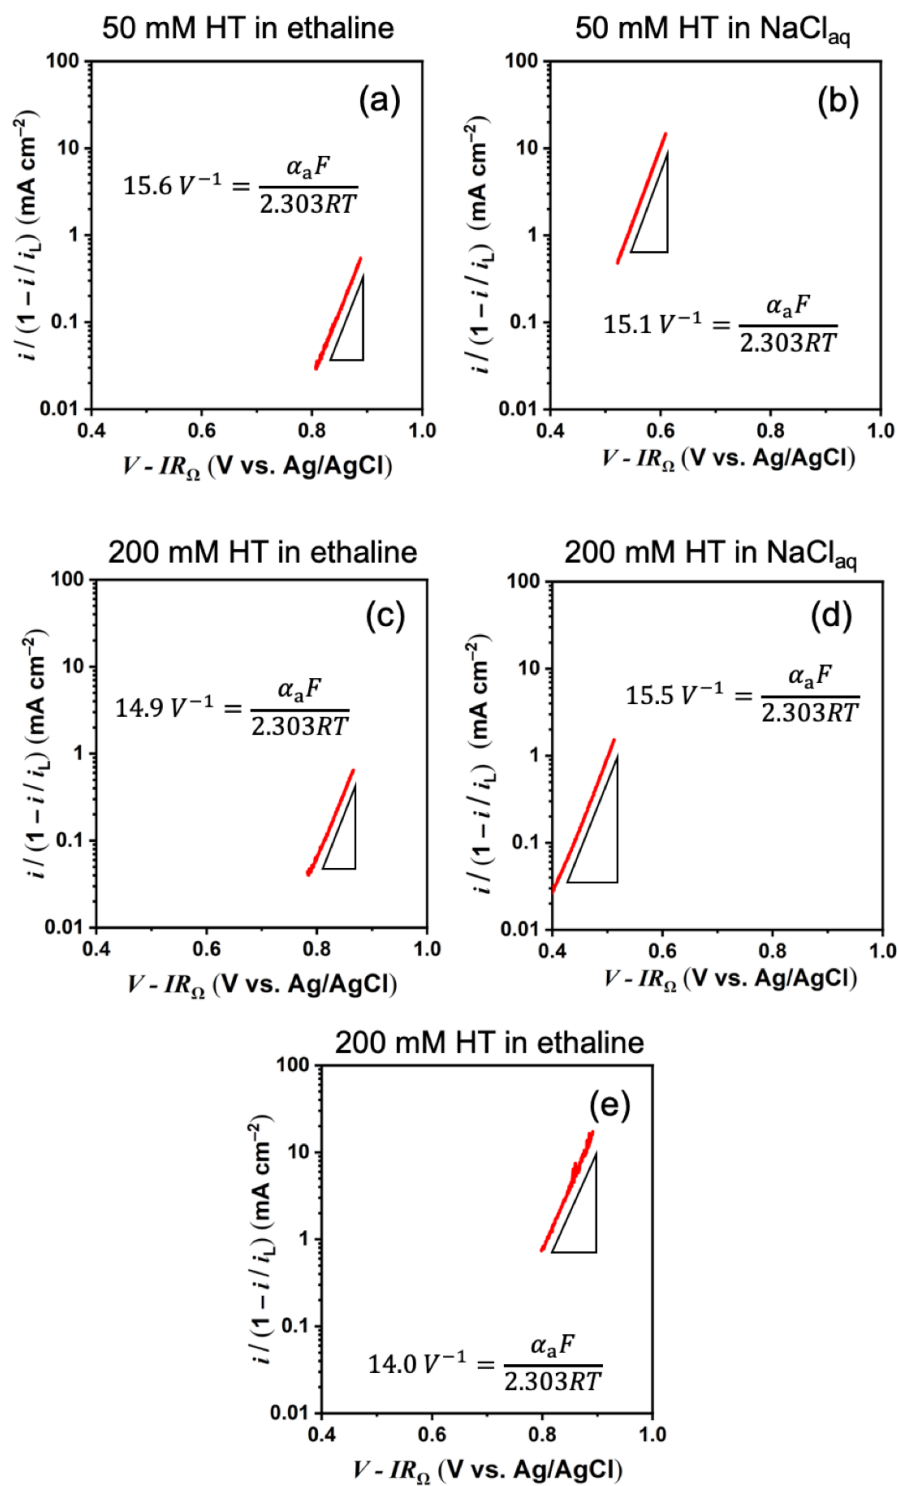 50 mM HT in ethaline
50 mM HT in NaClaq
i / (1 − i / iL) (mA cm−2)
100
10
1
0.1
0.01
(a)
15.6 V−1 = αaF / 2.303RT
0.4 0.6 0.8 1.0
V - IRΩ (V vs. Ag/AgCl)
i / (1 − i / iL) (mA cm−2)
100
10
1
0.1
0.01
(b)
15.1 V−1 = αaF / 2.303RT
0.4 0.6 0.8 1.0
V - IRΩ (V vs. Ag/AgCl)
200 mM HT in ethaline
200 mM HT in NaClaq
i / (1 − i / iL) (mA cm−2)
100
10
1
0.1
0.01
(c)
14.9 V−1 = αaF / 2.303RT
0.4 0.6 0.8 1.0
V - IRΩ (V vs. Ag/AgCl)
i / (1 − i / iL) (mA cm−2)
100
10
1
0.1
0.01
(d)
15.5 V−1 = αaF / 2.303RT
0.4 0.6 0.8 1.0
V - IRΩ (V vs. Ag/AgCl)
200 mM HT in ethaline
i / (1 − i / iL) (mA cm−2)
100
10
1
0.1
0.01
(e)
14.0 V−1 = αaF / 2.303RT
0.4 0.6 0.8 1.0
V - IRΩ (V vs. Ag/AgCl)